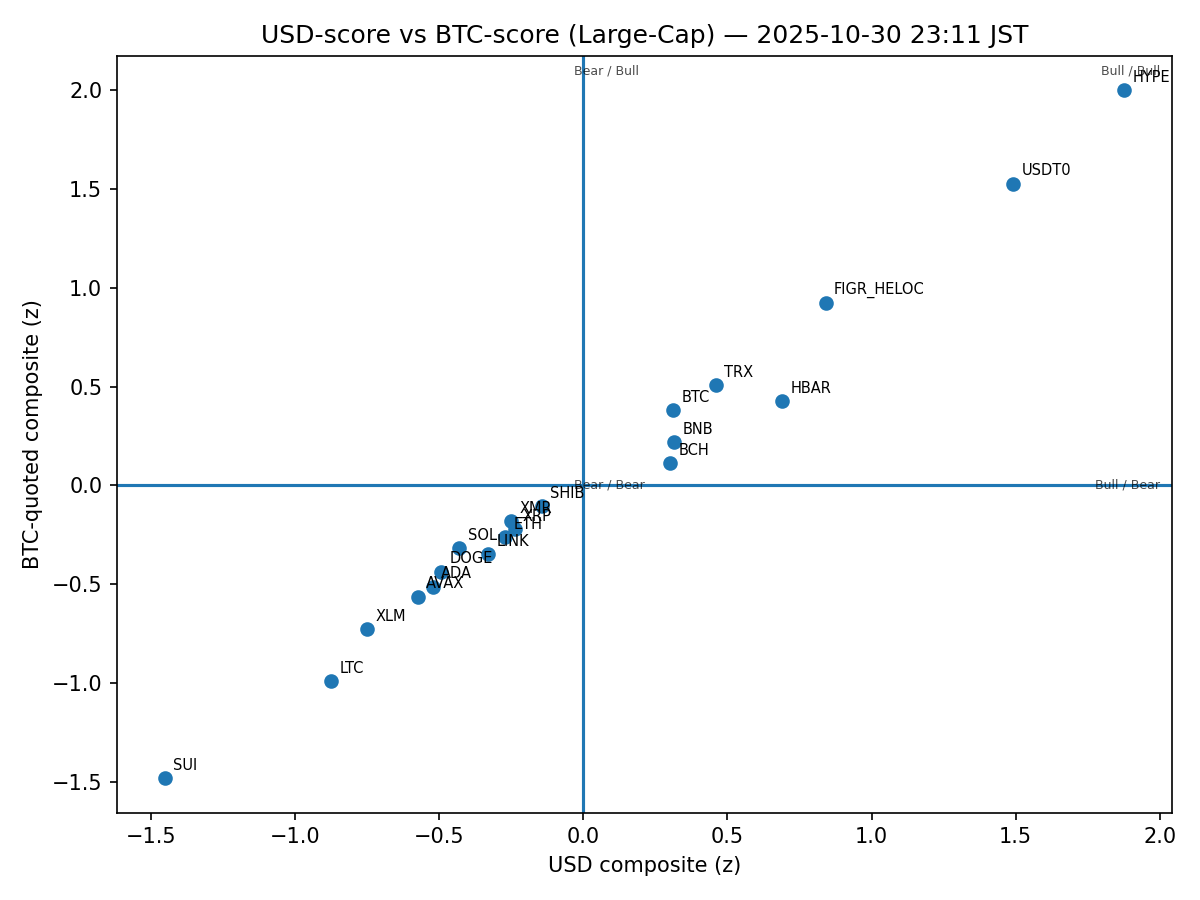 USD-score vs BTC-score (Large-Cap) — 2025-10-30 23:11 JST
Bear / Bull
Bull / Bull
HYPE
USDT0
FIGR_HELOC
TRX
HBAR
BTC
BNB
BCH
Bear / Bear
Bull / Bear
SHIB
XMR
XRP
ETH
SOL
LINK
DOGE
ADA
AVAX
XLM
LTC
SUI
2.0
1.5
1.0
0.5
0.0
−0.5
−1.0
−1.5
BTC-quoted composite (z)
−1.5
−1.0
−0.5
0.0
0.5
1.0
1.5
2.0
USD composite (z)